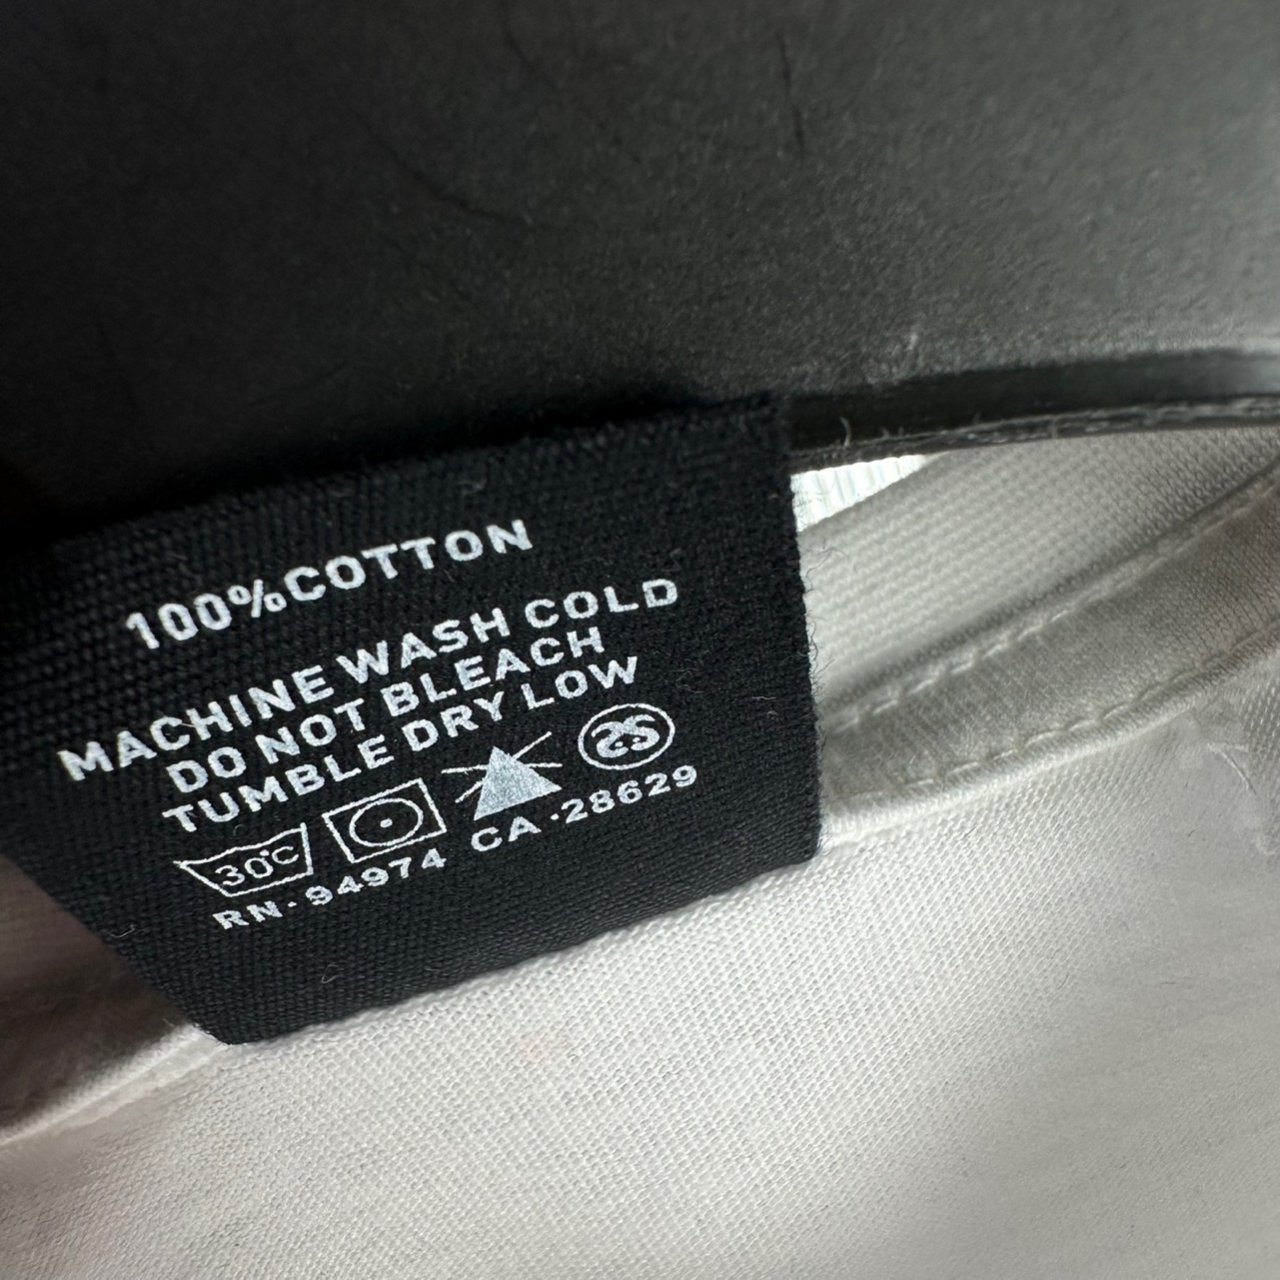 100%COTTON
MACHINE WASH COLD
DO NOT BLEACH
TUMBLE DRY LOW
30°C
RN·94974 CA·28629